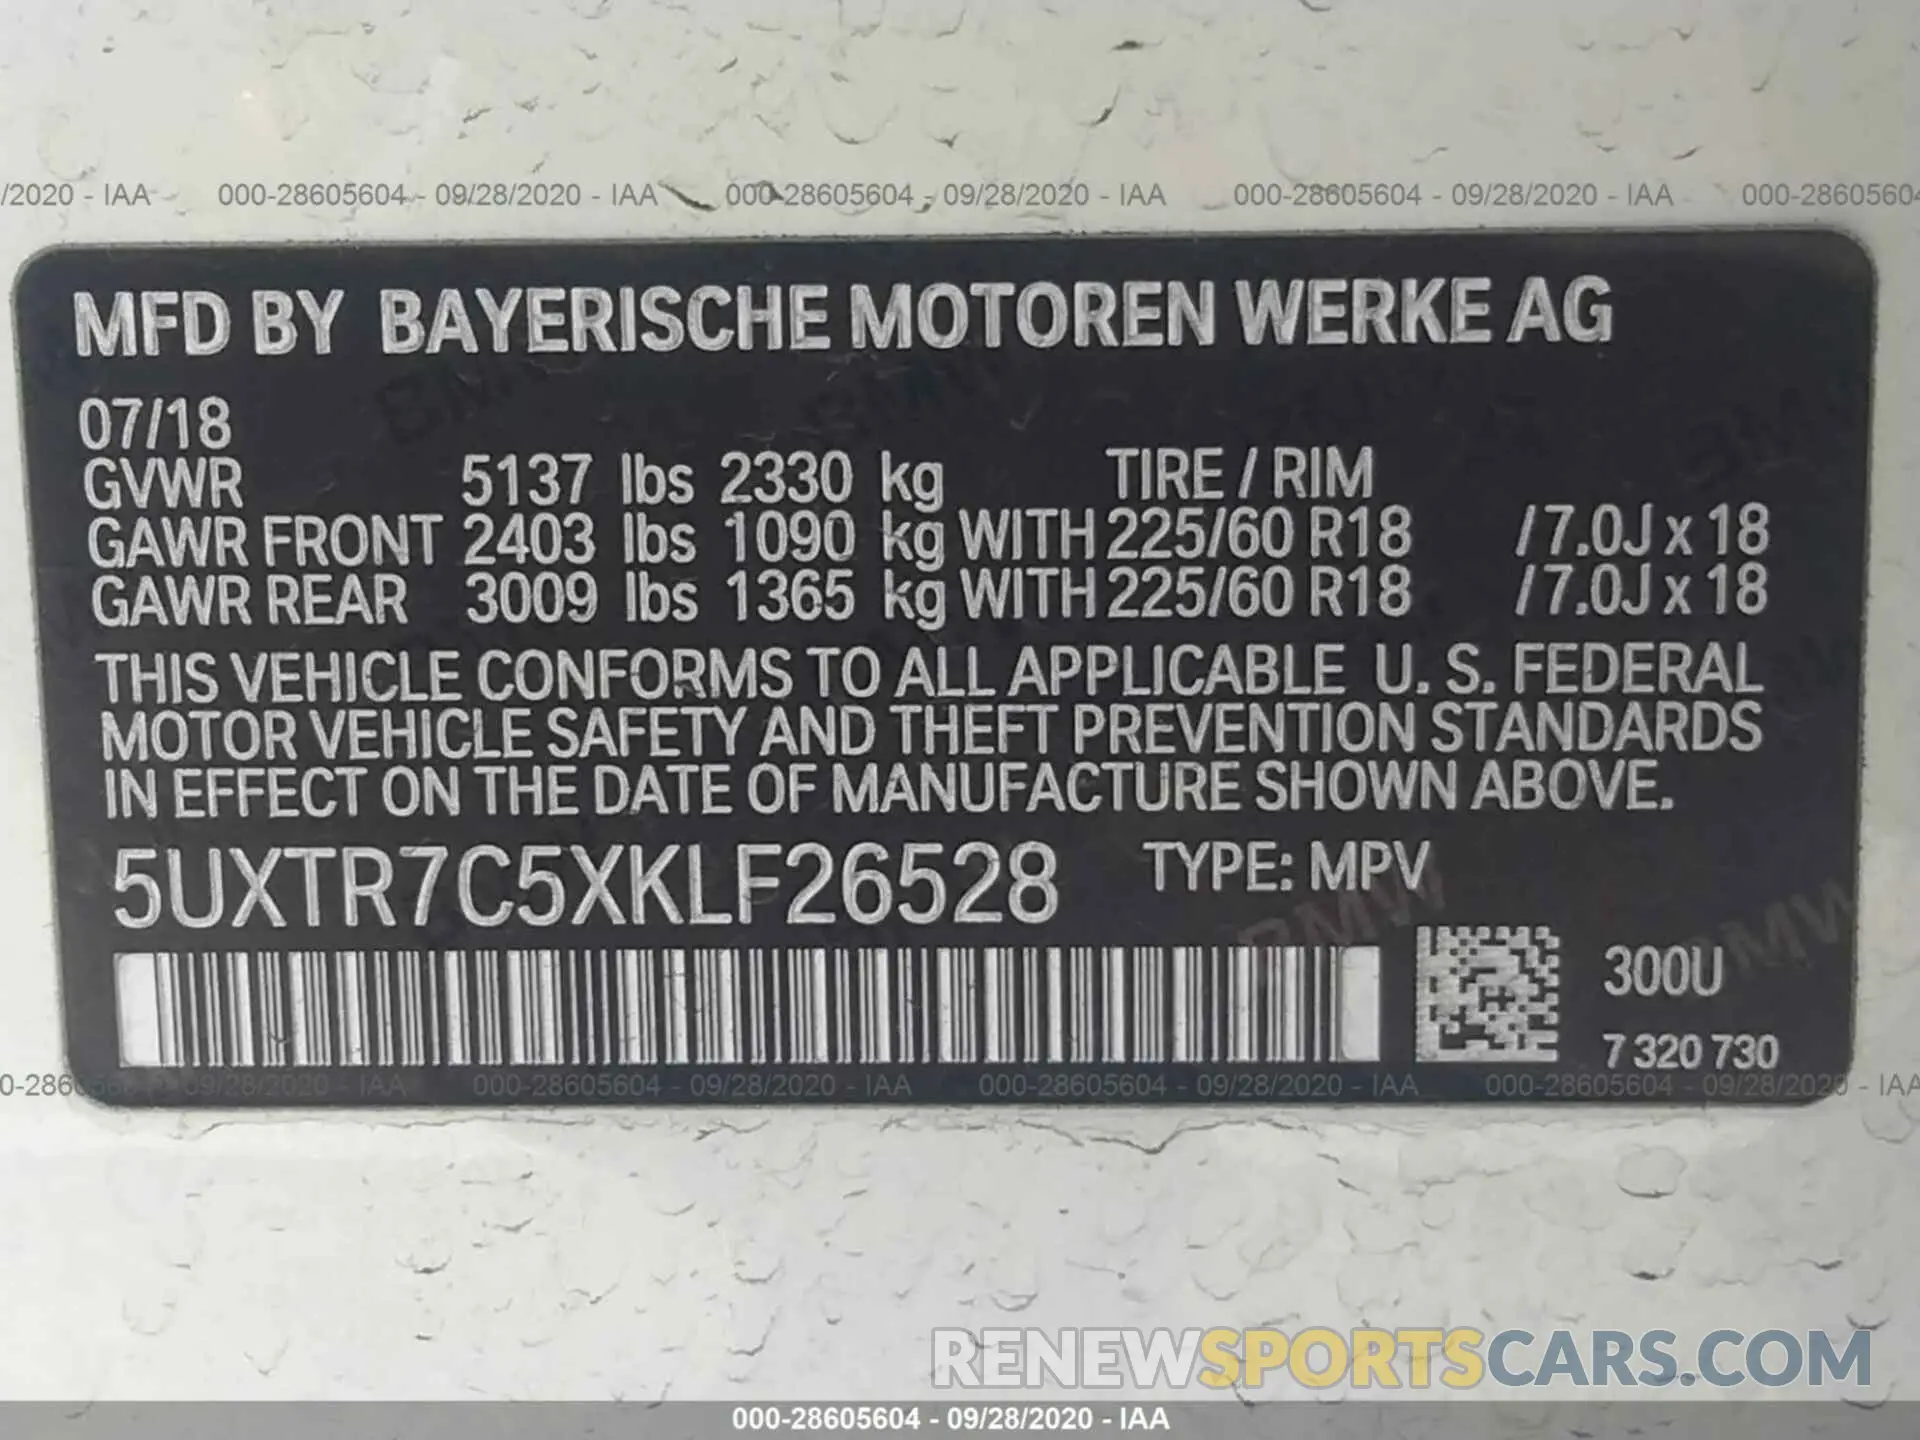 /2020 - IAA 000-28605604 - 09/28/2020 - IAA 000-28605604 - 09/28/2020 - IAA 000-28605604 - 09/28/2020 - IAA 000-2860560
MFD BY BAYERISCHE MOTOREN WERKE AG
07/18
GVWR 5137 lbs 2330 kg TIRE / RIM
GAWR FRONT 2403 lbs 1090 kg WITH 225/60 R18 /7.0J x 18
GAWR REAR 3009 lbs 1365 kg WITH 225/60 R18 /7.0J x 18
THIS VEHICLE CONFORMS TO ALL APPLICABLE U. S. FEDERAL
MOTOR VEHICLE SAFETY AND THEFT PREVENTION STANDARDS
IN EFFECT ON THE DATE OF MANUFACTURE SHOWN ABOVE.
5UXTR7C5XKLF26528 TYPE: MPV
300U
7 320 730
0-28605604 - 09/28/2020 - IAA 000-28605604 - 09/28/2020 - IAA 000-28605604 - 09/28/2020 - IAA 000-28605604 - 09/28/2020 - IAA
RENEWSPORTSCARS.COM
000-28605604 - 09/28/2020 - IAA